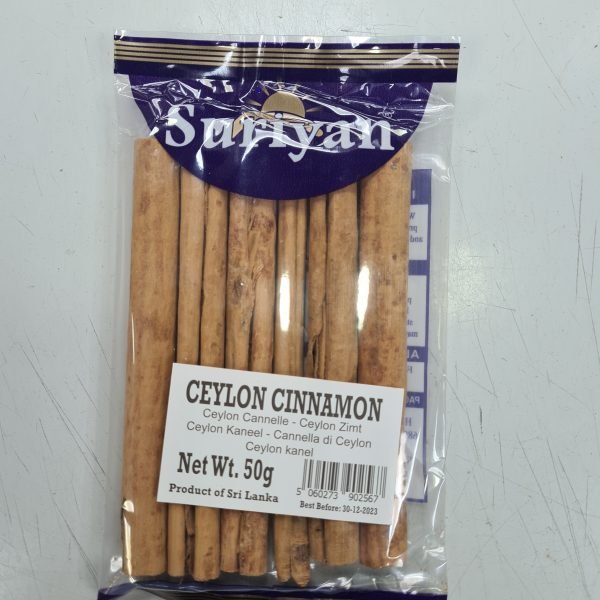 Suriyan
CEYLON CINNAMON
Ceylon Cannelle - Ceylon Zimt
Ceylon Kaneel - Cannella di Ceylon
Ceylon kanel
Net Wt. 50g
Product of Sri Lanka
5 060273 902567
Best Before: 30-12-2023